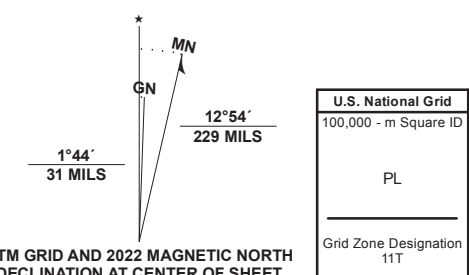 ★
MN
GN
12°54´
229 MILS
1°44´
31 MILS
TM GRID AND 2022 MAGNETIC NORTH
DECLINATION AT CENTER OF SHEET
U.S. National Grid
100,000 - m Square ID
PL
Grid Zone Designation
11T